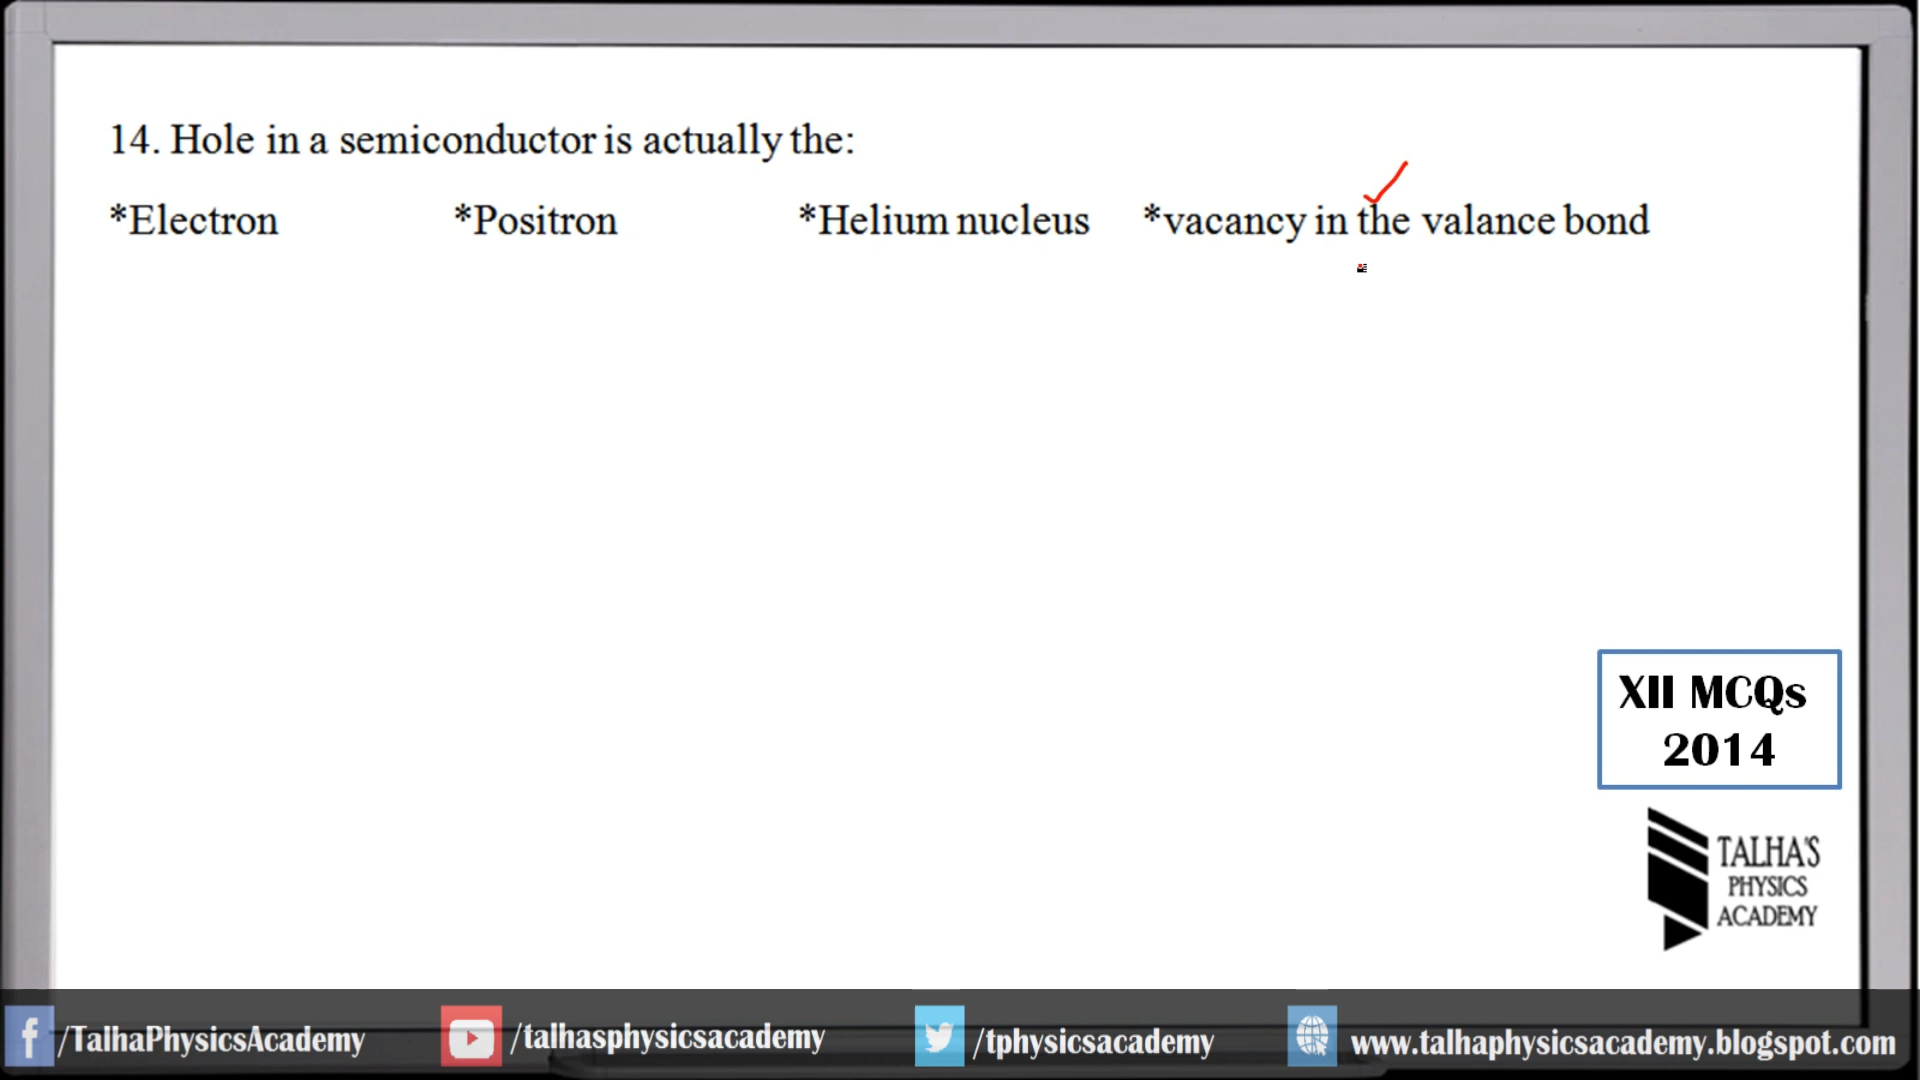 14. Hole in a semiconductor is actually the:
*Electron *Positron *Helium nucleus *vacancy in the valance bond
XII MCQs
2014
TALHA'S
PHYSICS
ACADEMY
/TalhaPhysicsAcademy /talhasphysicsacademy /tphysicsacademy www.talhaphysicsacademy.blogspot.com